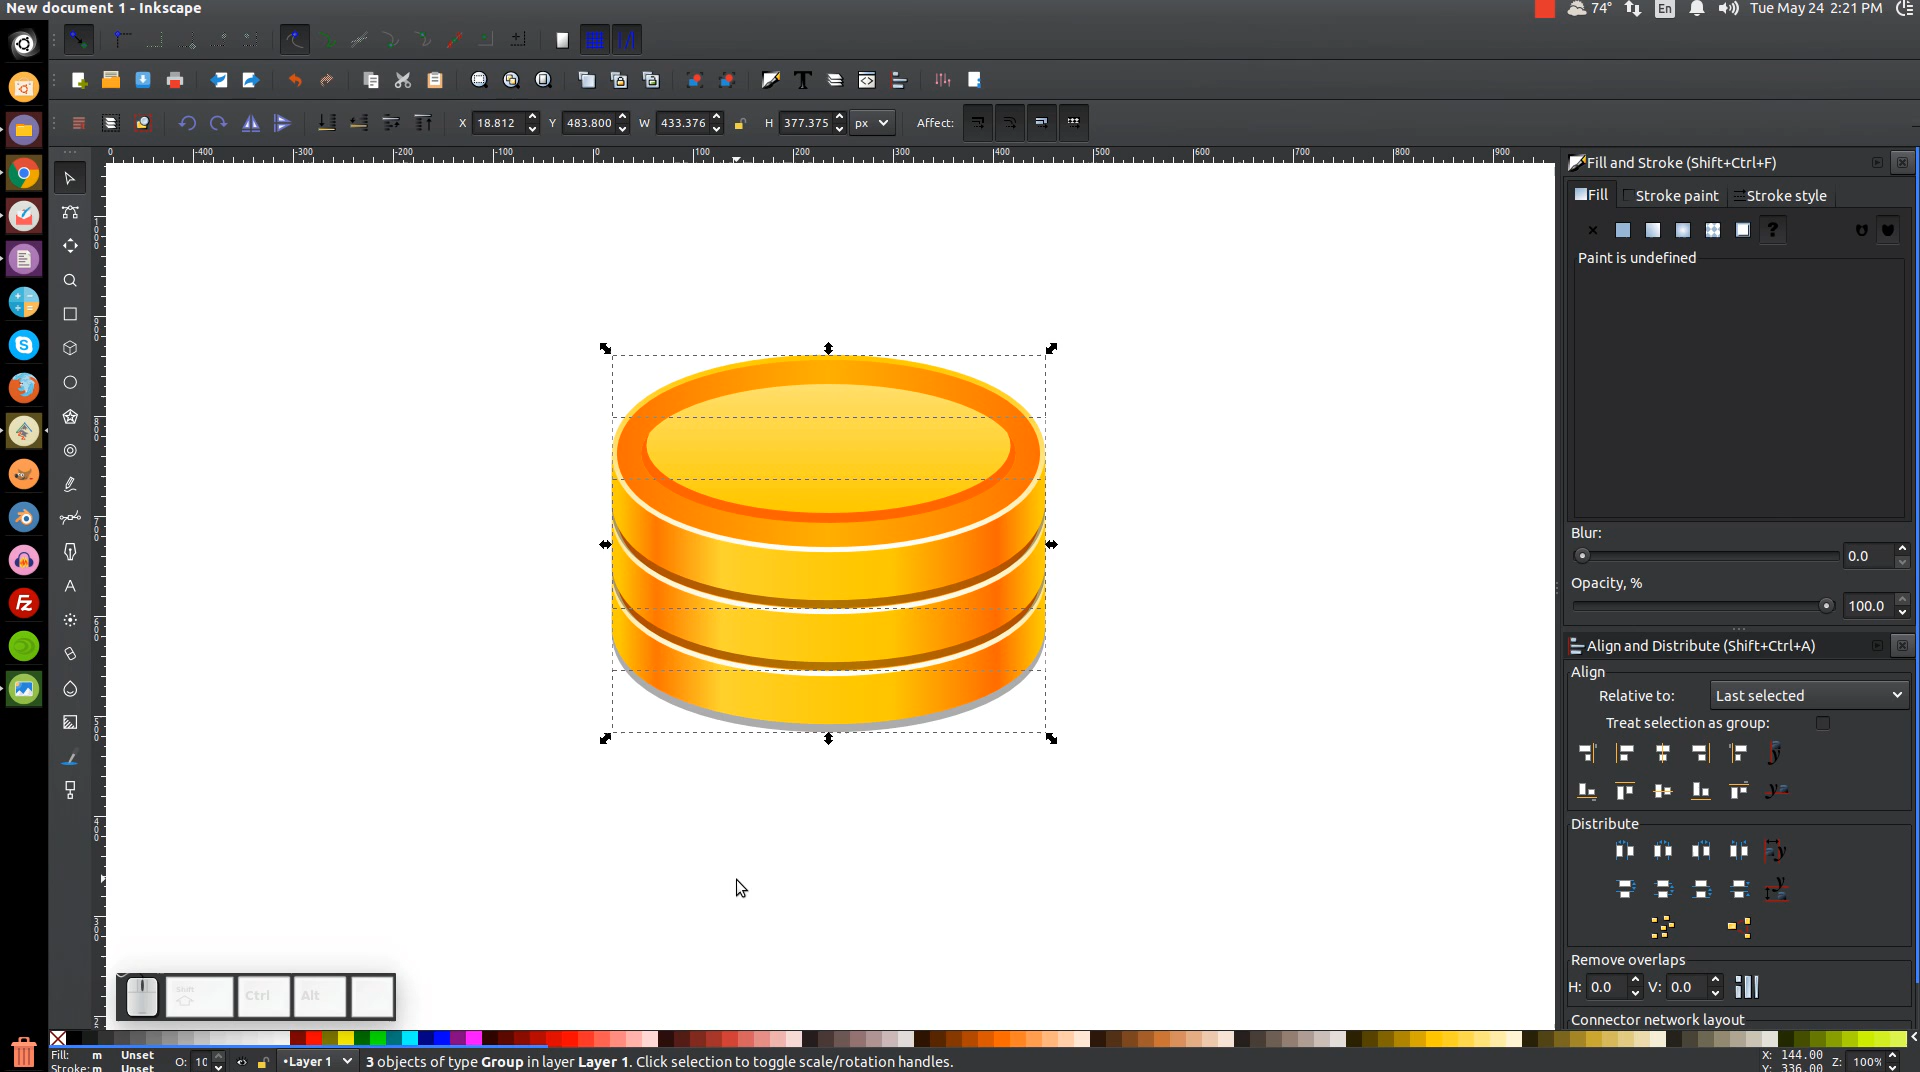 New document 1 - Inkscape
74° En Tue May 24 2:21 PM
X 18.812 Y 483.800 W 433.376 H 377.375 px Affect:
0 -400 -300 -200 -100 0 100 200 300 400 500 600 700 800 900
Fill and Stroke (Shift+Ctrl+F)
Fill Stroke paint Stroke style
?
Paint is undefined
Blur:
0.0
Opacity, %
100.0
Align and Distribute (Shift+Ctrl+A)
Align
Relative to: Last selected
Treat selection as group:
Distribute
Remove overlaps
H: 0.0 V: 0.0
Connector network layout
Shift Ctrl Alt
Fill: m Unset O: 10 •Layer 1 3 objects of type Group in layer Layer 1. Click selection to toggle scale/rotation handles. X: 144.00 Z: 100%
Stroke: m Unset Y: 336.00